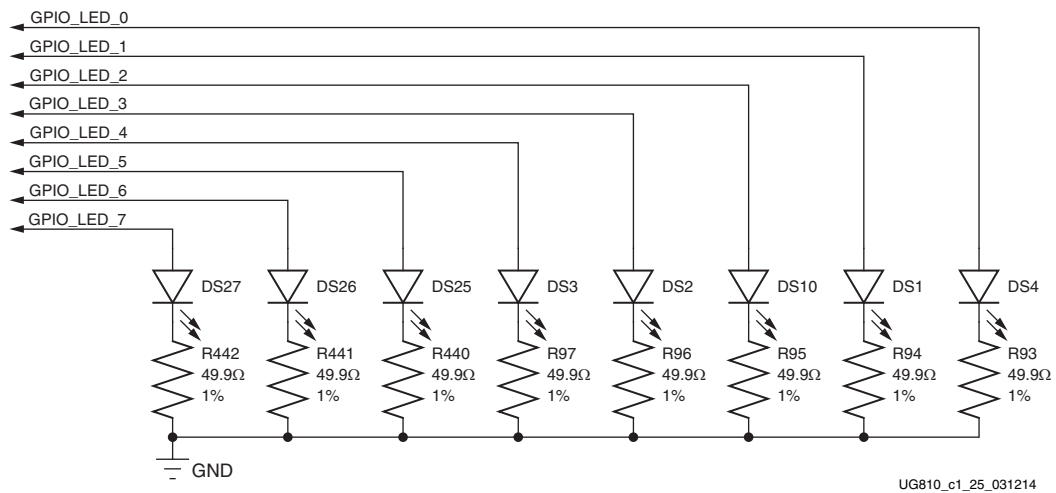 GPIO_LED_0
GPIO_LED_1
GPIO_LED_2
GPIO_LED_3
GPIO_LED_4
GPIO_LED_5
GPIO_LED_6
GPIO_LED_7
DS27 DS26 DS25 DS3 DS2 DS10 DS1 DS4
R442 R441 R440 R97 R96 R95 R94 R93
49.9Ω 49.9Ω 49.9Ω 49.9Ω 49.9Ω 49.9Ω 49.9Ω 49.9Ω
1% 1% 1% 1% 1% 1% 1% 1%
GND
UG810_c1_25_031214